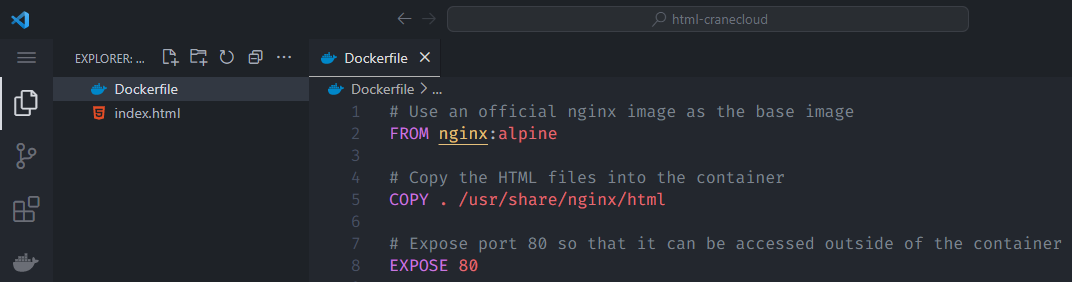 html-cranecloud
EXPLORER: ...
Dockerfile
index.html
Dockerfile
Dockerfile > ...
1 # Use an official nginx image as the base image
2 FROM nginx:alpine
3
4 # Copy the HTML files into the container
5 COPY . /usr/share/nginx/html
6
7 # Expose port 80 so that it can be accessed outside of the container
8 EXPOSE 80